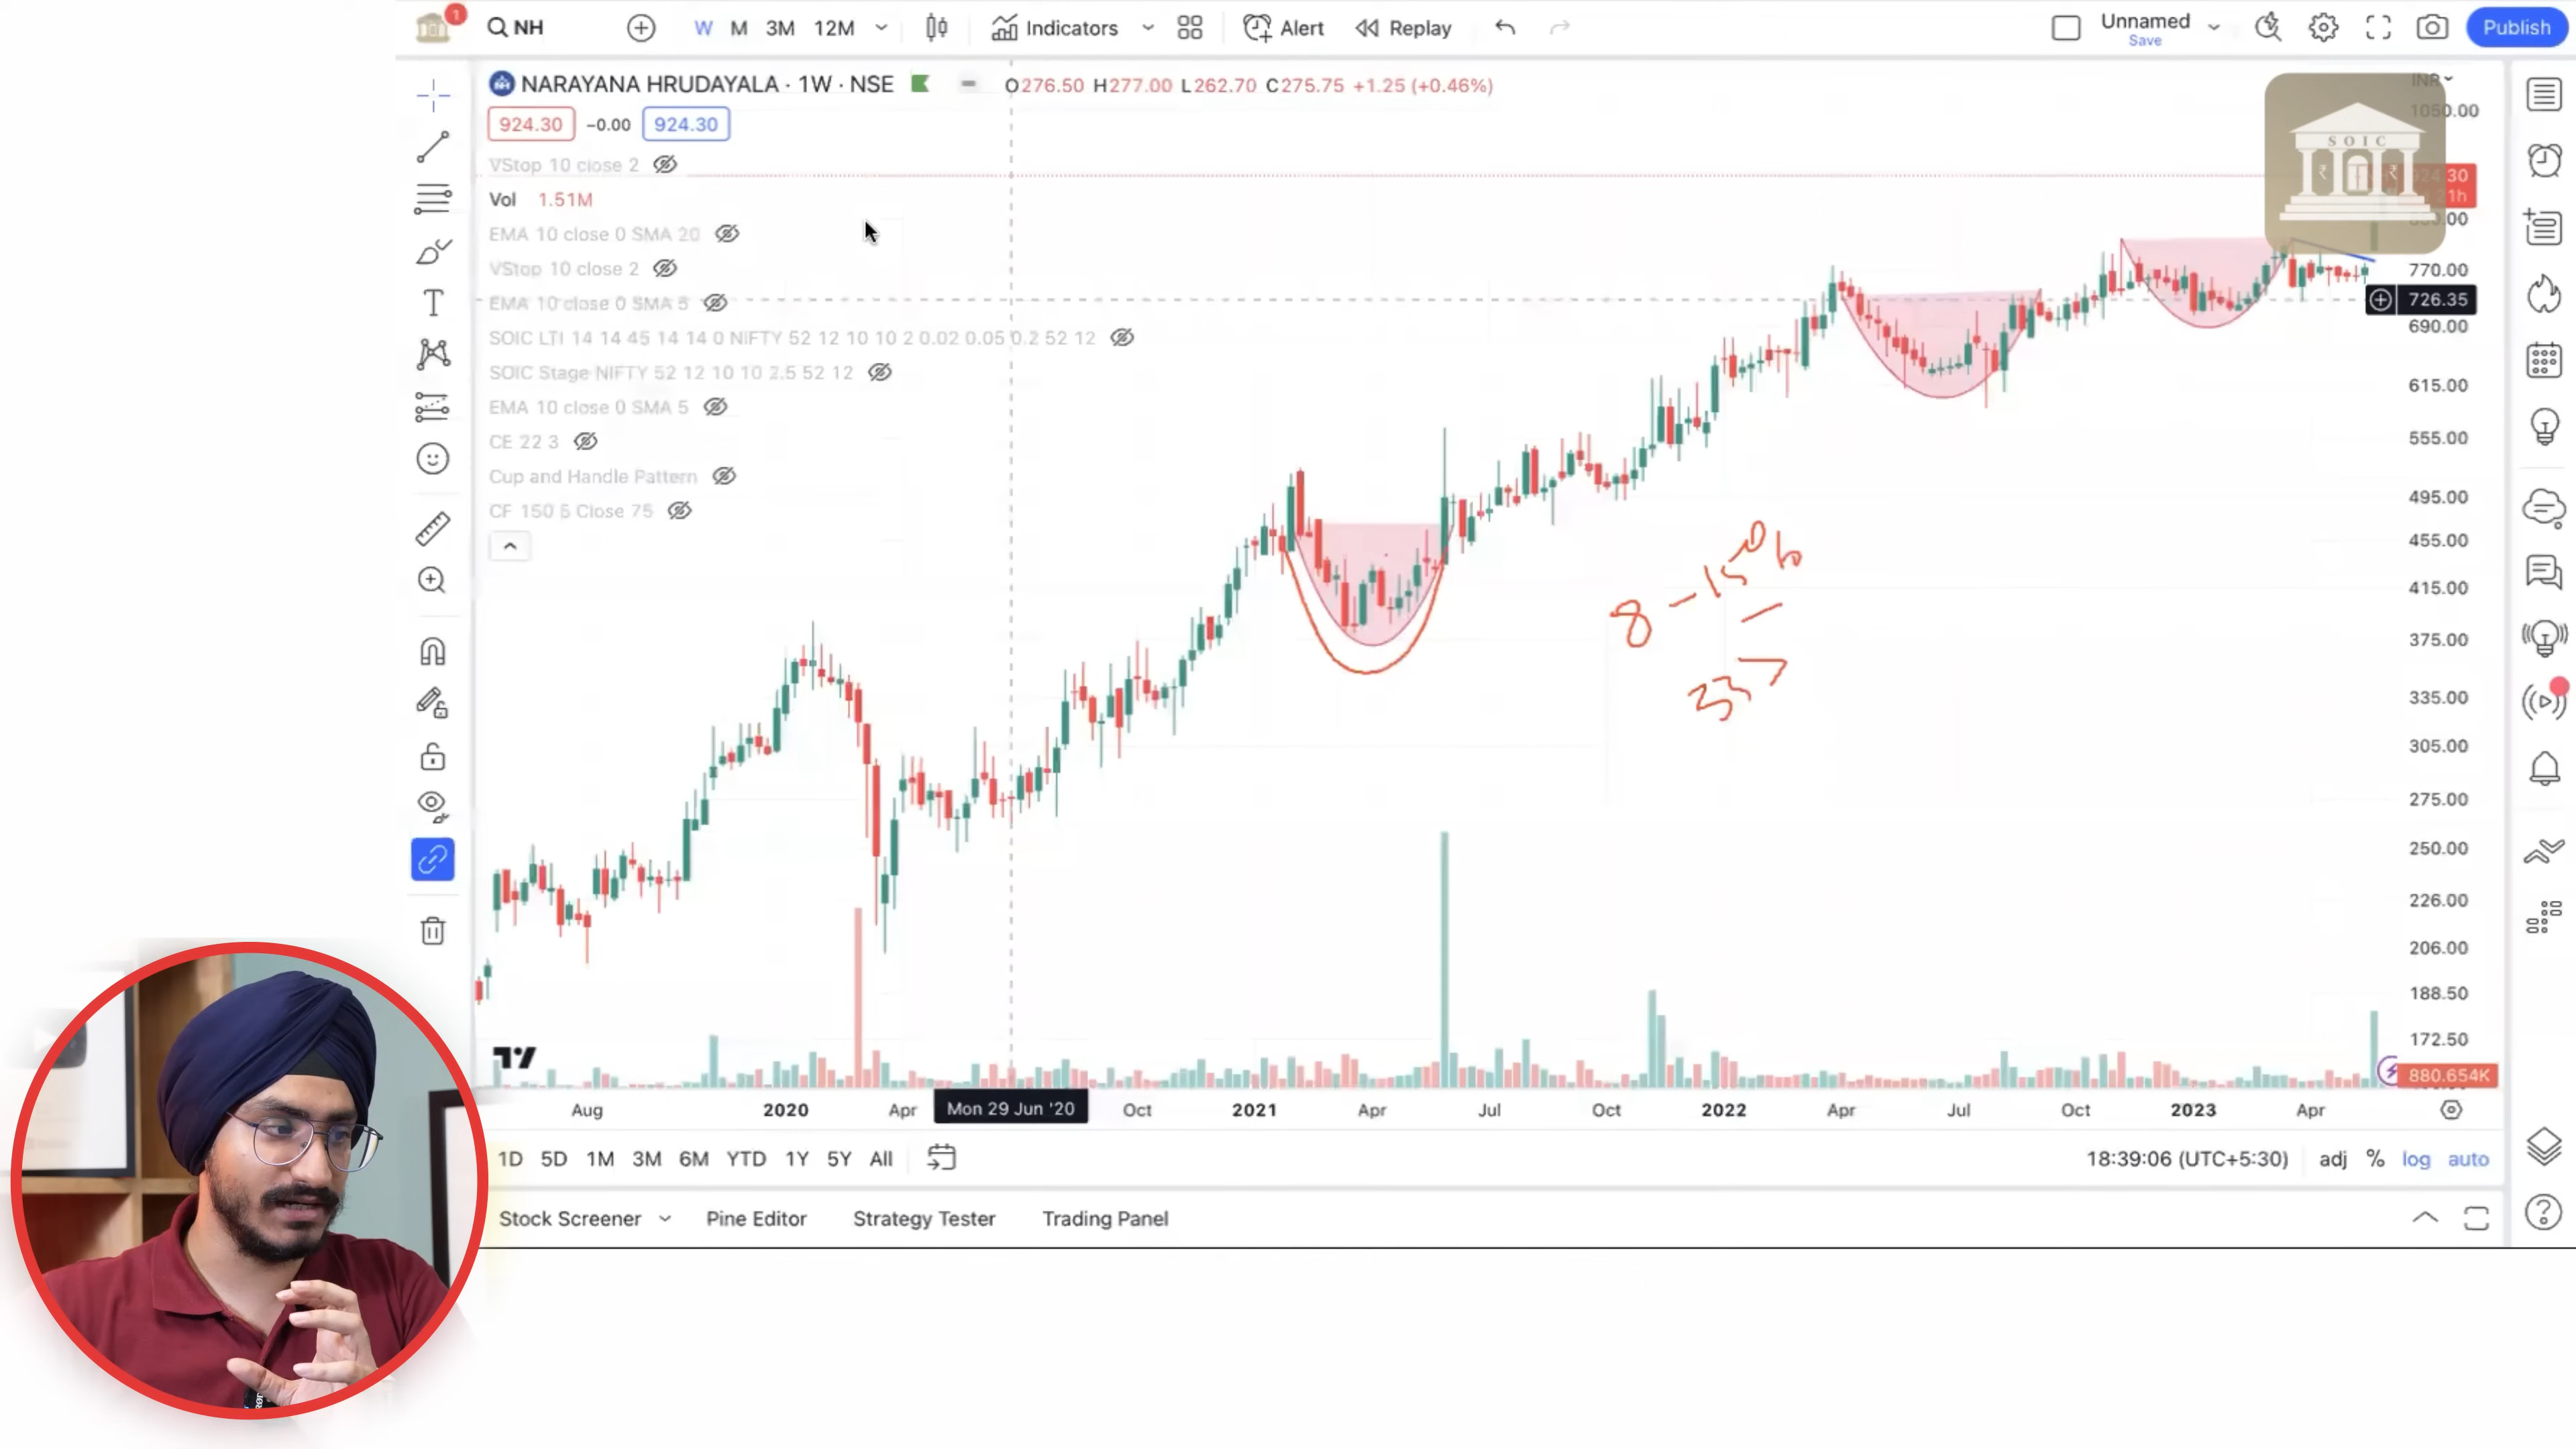 1 NH W M 3M 12M Indicators Alert Replay Unnamed Save Publish
NARAYANA HRUDAYALA · 1W · NSE O276.50 H277.00 L262.70 C275.75 +1.25 (+0.46%)
924.30 −0.00 924.30
VStop 10 close 2
Vol 1.51M
EMA 10 close 0 SMA 20
VStop 10 close 2
EMA 10 close 0 SMA 5
SOIC LTI 14 14 45 14 14 0 NIFTY 52 12 10 10 2 0.02 0.05 0.2 52 12
SOIC Stage NIFTY 52 12 10 10 2.5 52 12
EMA 10 close 0 SMA 5
CE 22 3
Cup and Handle Pattern
CF 150 5 Close 75
8 - 15%
33
SOIC
INR
1050.00
770.00
726.35
690.00
615.00
555.00
495.00
455.00
415.00
375.00
335.00
305.00
275.00
250.00
226.00
206.00
188.50
172.50
880.654K
Aug 2020 Apr Mon 29 Jun '20 Oct 2021 Apr Jul Oct 2022 Apr Jul Oct 2023 Apr
1D 5D 1M 3M 6M YTD 1Y 5Y All 18:39:06 (UTC+5:30) adj % log auto
Stock Screener Pine Editor Strategy Tester Trading Panel